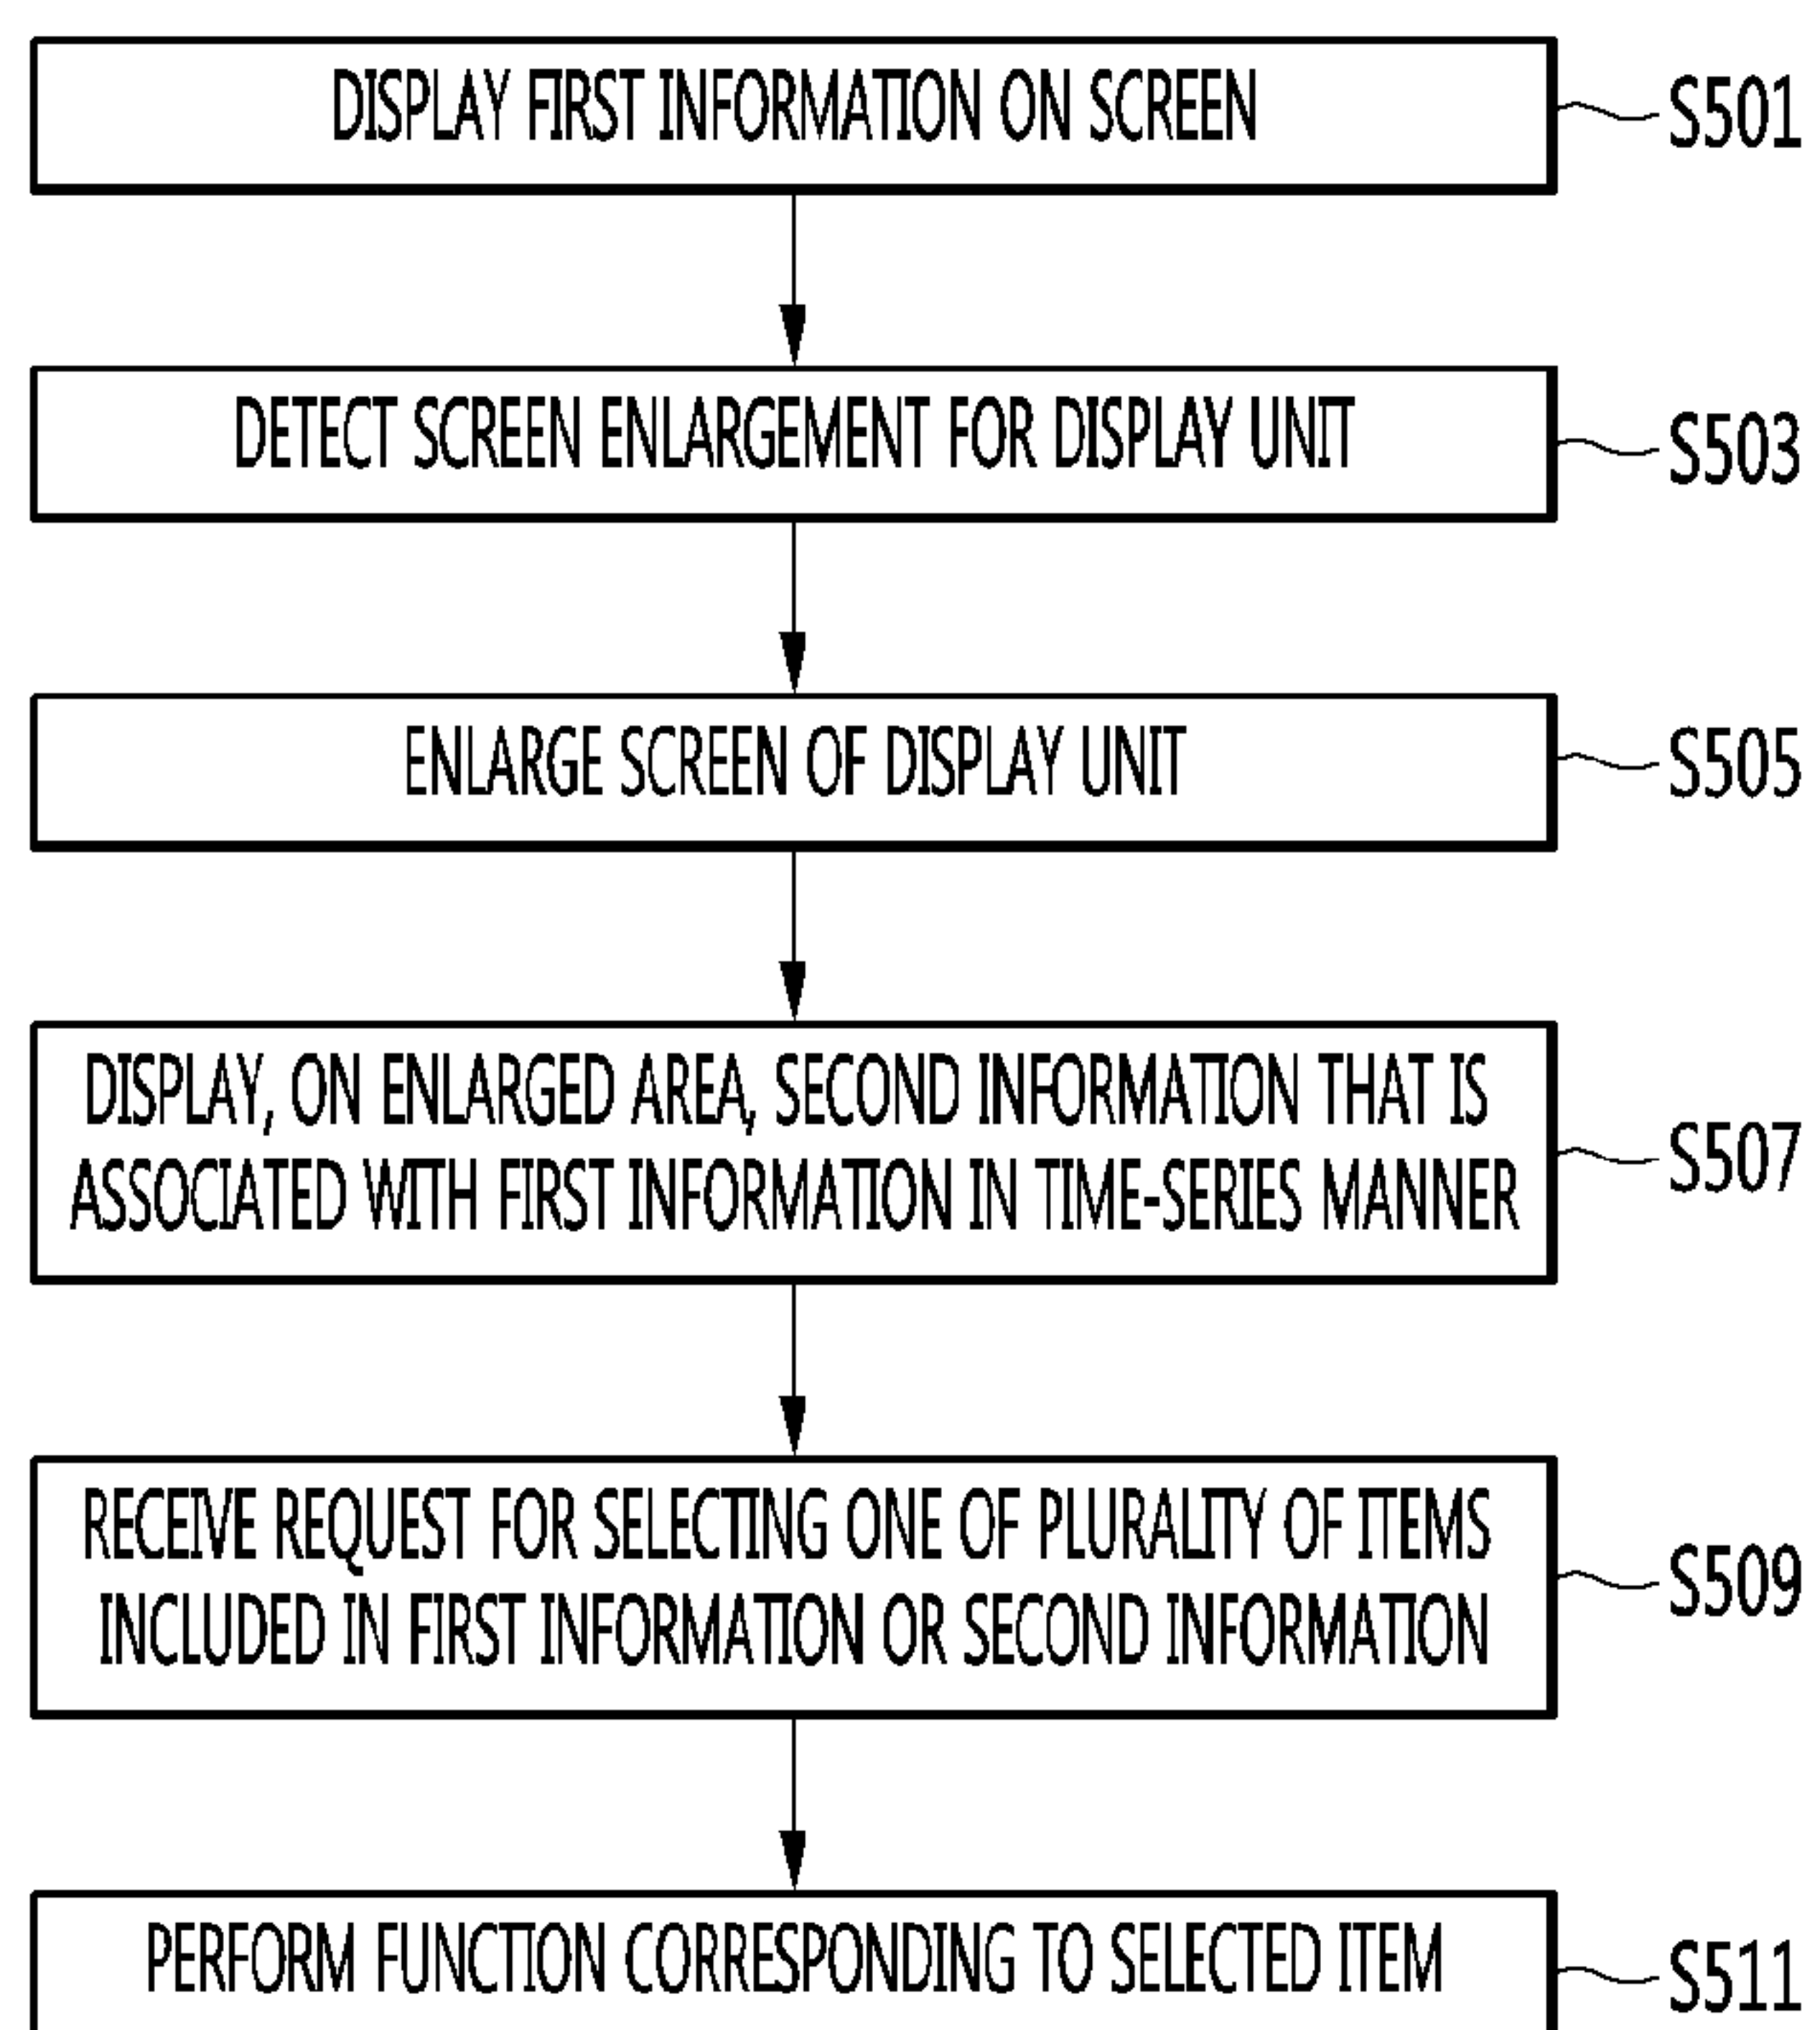 DISPLAY FIRST INFORMATION ON SCREEN
S501
DETECT SCREEN ENLARGEMENT FOR DISPLAY UNIT
S503
ENLARGE SCREEN OF DISPLAY UNIT
S505
DISPLAY, ON ENLARGED AREA, SECOND INFORMATION THAT IS
ASSOCIATED WITH FIRST INFORMATION IN TIME-SERIES MANNER
S507
RECEIVE REQUEST FOR SELECTING ONE OF PLURALITY OF ITEMS
INCLUDED IN FIRST INFORMATION OR SECOND INFORMATION
S509
PERFORM FUNCTION CORRESPONDING TO SELECTED ITEM
S511